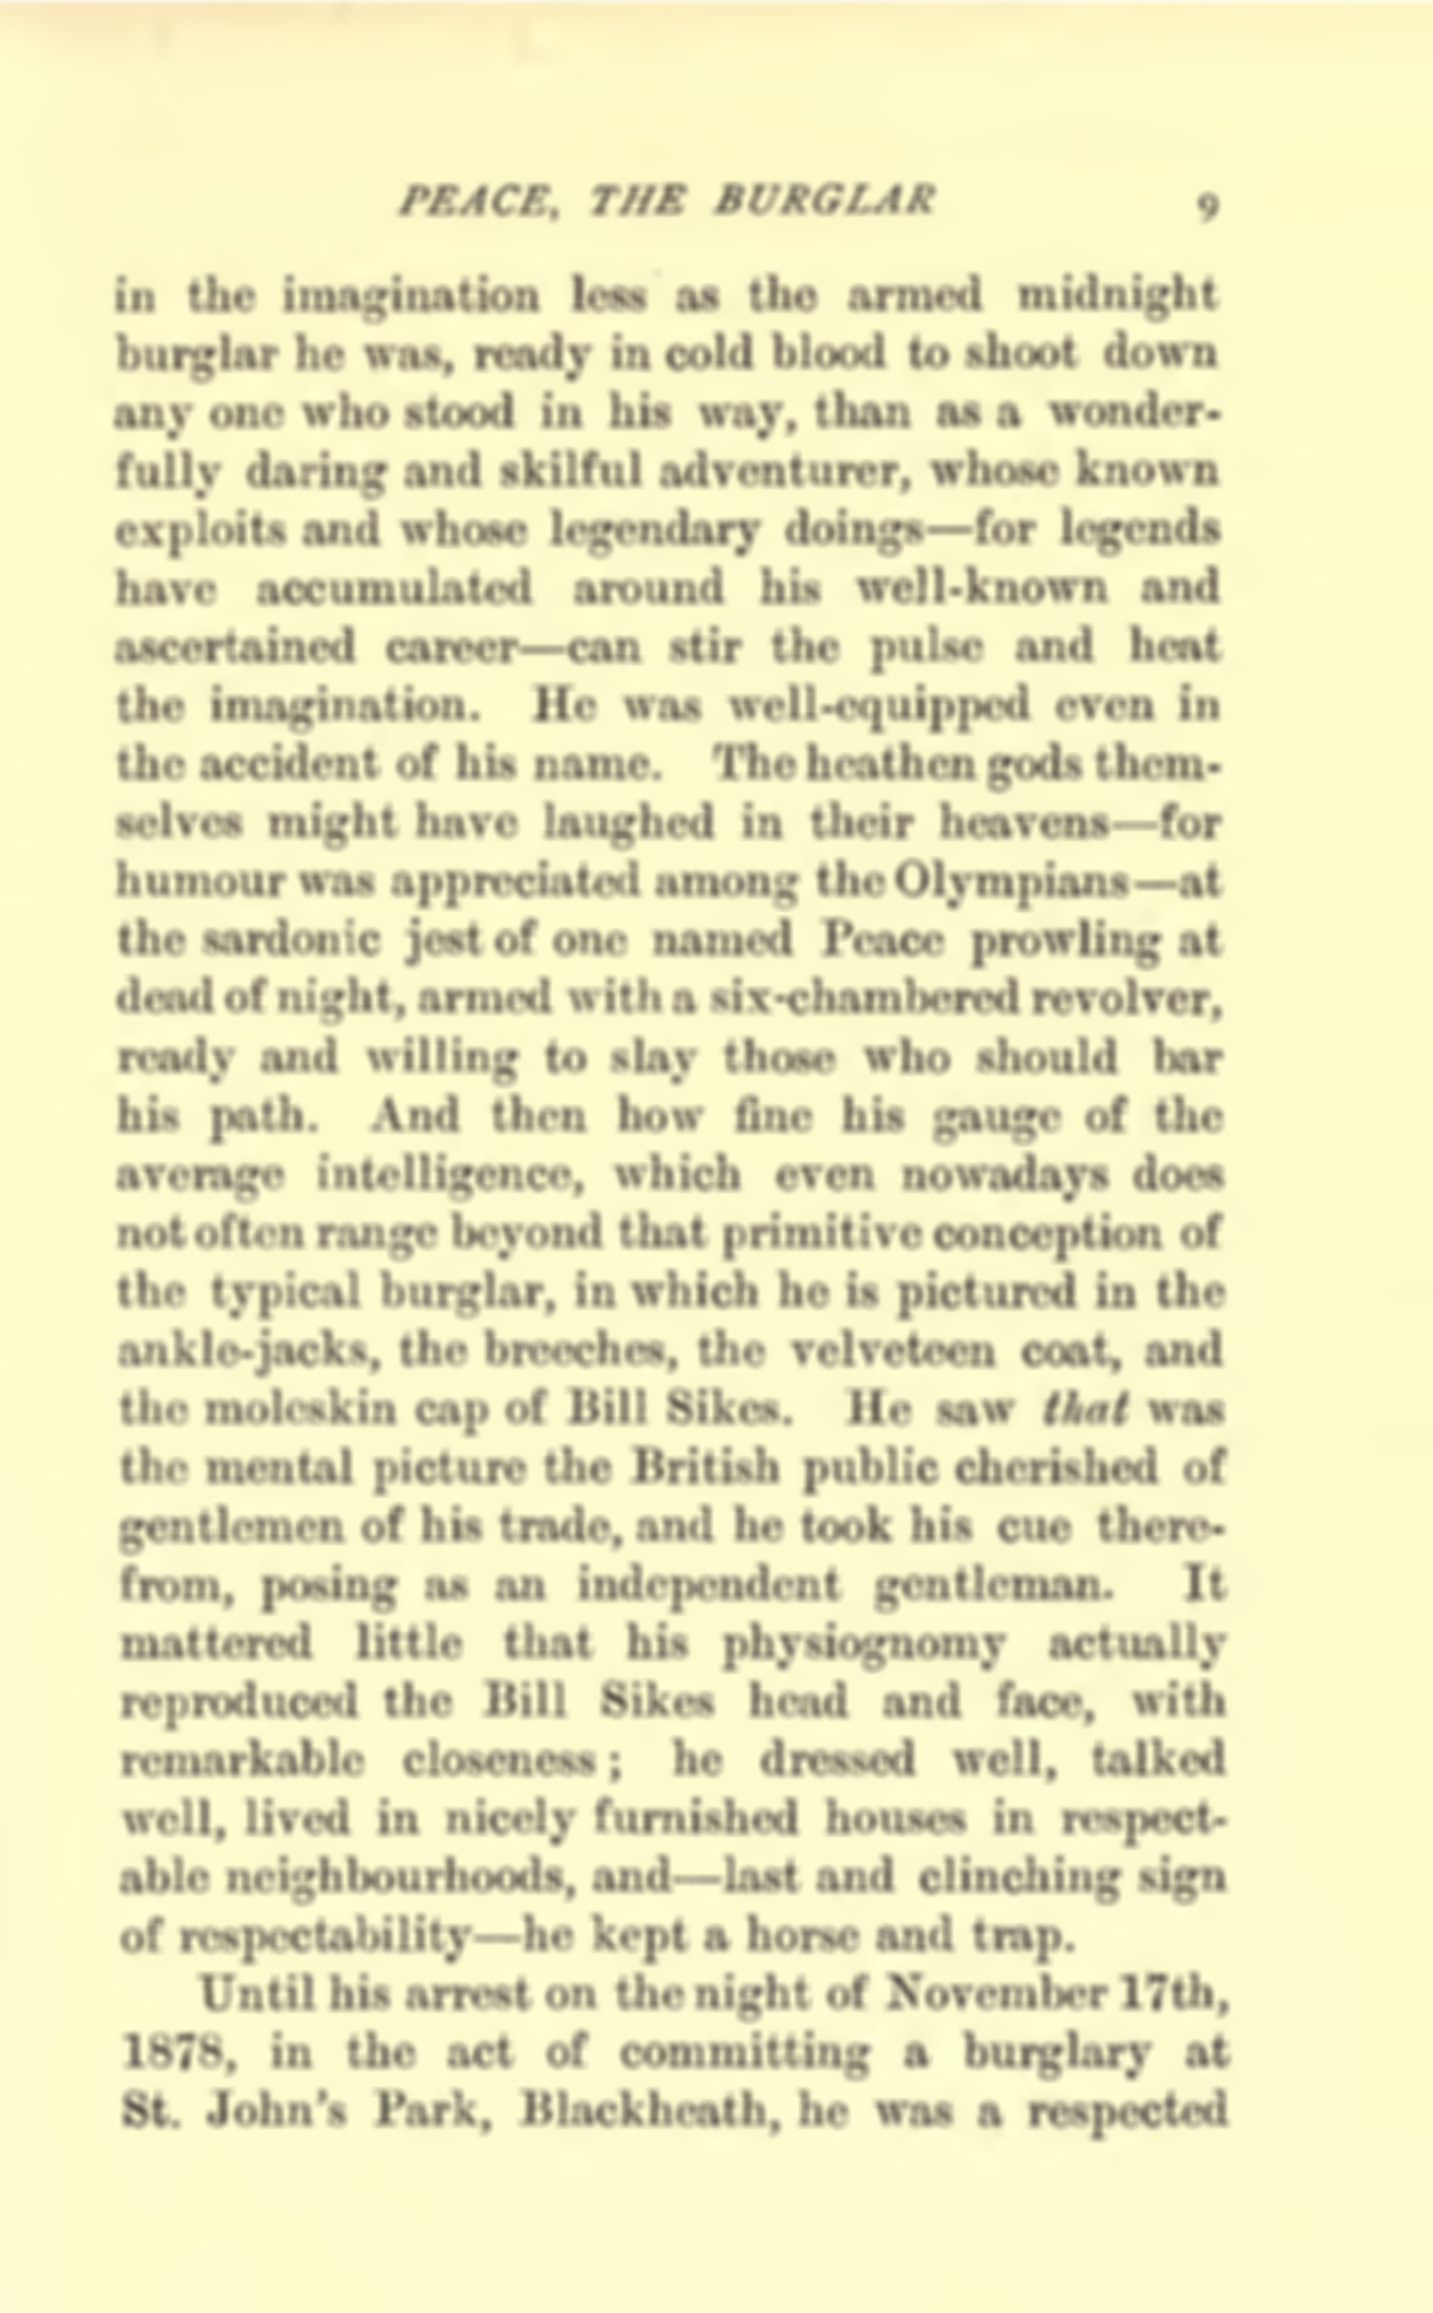 PEACE, THE BURGLAR 9
in the imagination less as the armed midnight
burglar he was, ready in cold blood to shoot down
any one who stood in his way, than as a wonder-
fully daring and skilful adventurer, whose known
exploits and whose legendary doings—for legends
have accumulated around his well-known and
ascertained career—can stir the pulse and heat
the imagination. He was well-equipped even in
the accident of his name. The heathen gods them-
selves might have laughed in their heavens—for
humour was appreciated among the Olympians—at
the sardonic jest of one named Peace prowling at
dead of night, armed with a six-chambered revolver,
ready and willing to slay those who should bar
his path. And then how fine his gauge of the
average intelligence, which even nowadays does
not often range beyond that primitive conception of
the typical burglar, in which he is pictured in the
ankle-jacks, the breeches, the velveteen coat, and
the moleskin cap of Bill Sikes. He saw that was
the mental picture the British public cherished of
gentlemen of his trade, and he took his cue there-
from, posing as an independent gentleman. It
mattered little that his physiognomy actually
reproduced the Bill Sikes head and face, with
remarkable closeness; he dressed well, talked
well, lived in nicely furnished houses in respect-
able neighbourhoods, and—last and clinching sign
of respectability—he kept a horse and trap.
Until his arrest on the night of November 17th,
1878, in the act of committing a burglary at
St. John's Park, Blackheath, he was a respected